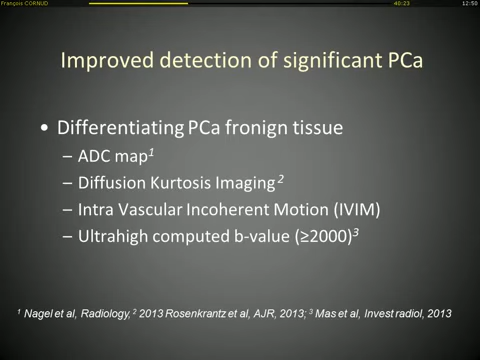 François CORNUD 40:23 12:50
Improved detection of significant PCa
• Differentiating PCa fronign tissue
– ADC map¹
– Diffusion Kurtosis Imaging²
– Intra Vascular Incoherent Motion (IVIM)
– Ultrahigh computed b-value (≥2000)³
¹ Nagel et al, Radiology, ² 2013 Rosenkrantz et al, AJR, 2013; ³ Mas et al, Invest radiol, 2013